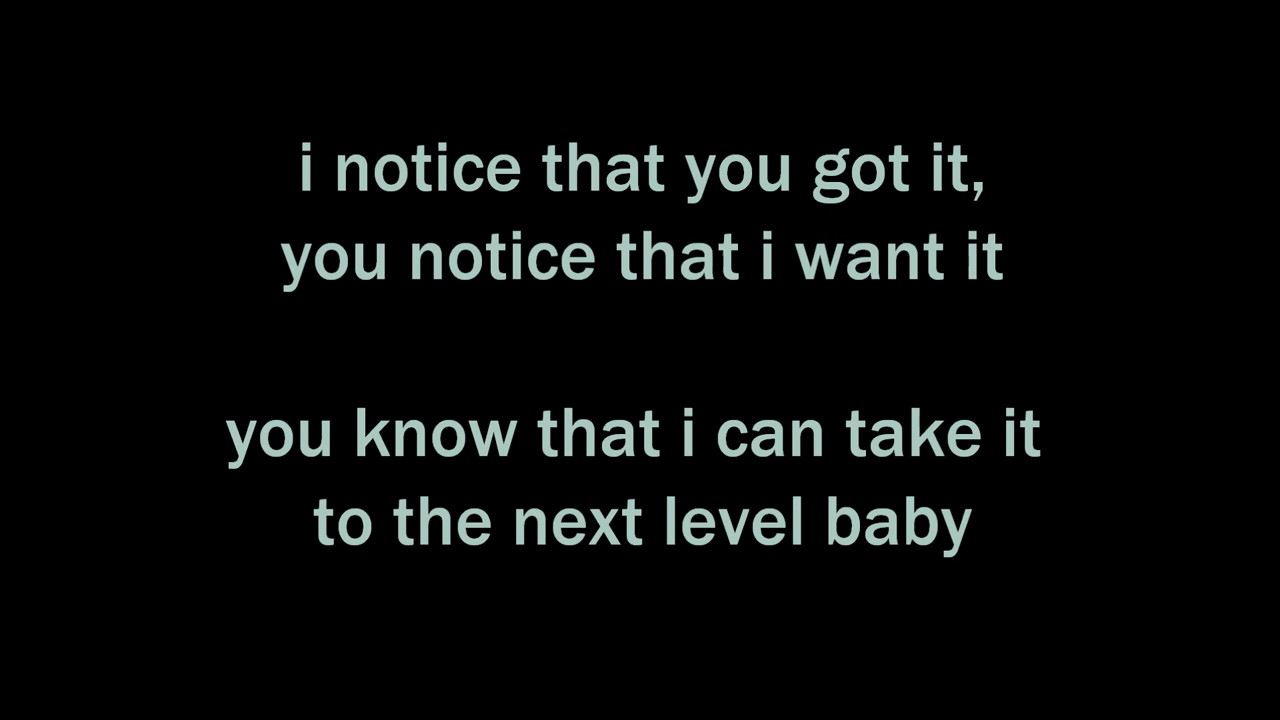 i notice that you got it,
you notice that i want it
you know that i can take it
to the next level baby